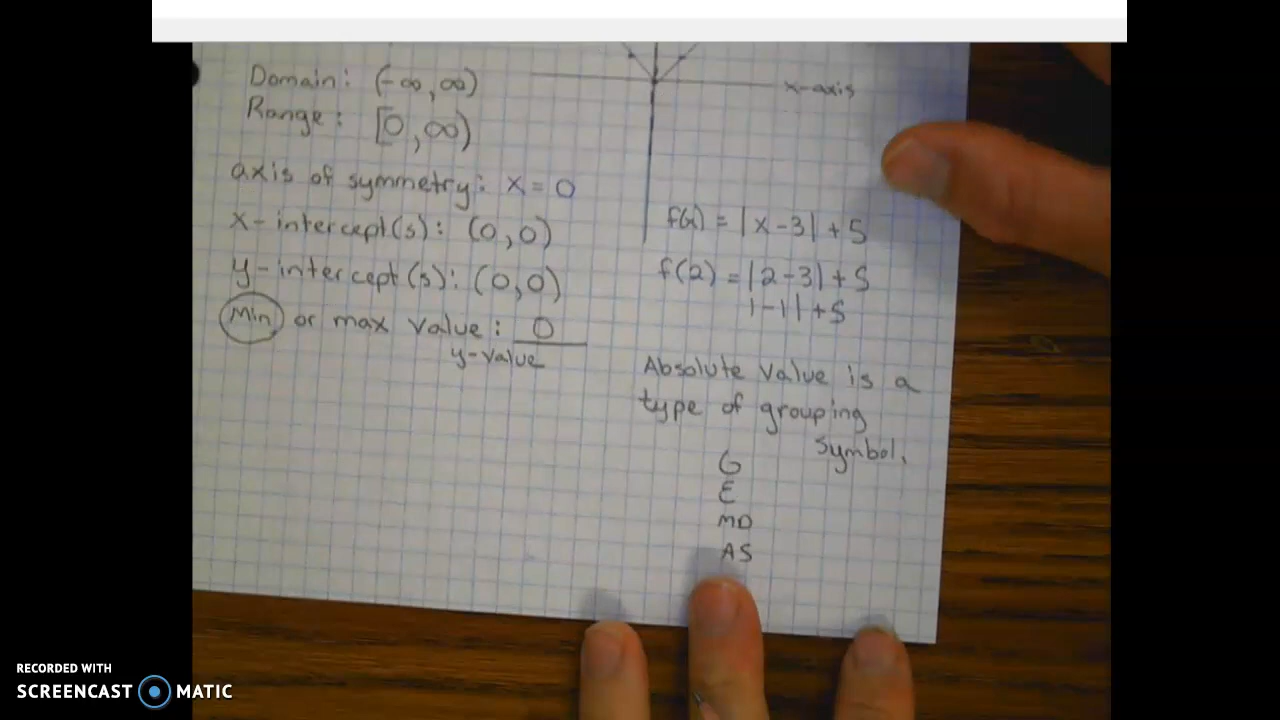 Domain: (-∞,∞)
Range: [0,∞)
axis of symmetry: x=0
x-intercept(s): (0,0)
y-intercept(s): (0,0)
Min or max value: 0
y-value
x-axis
f(x) = |x-3|+5
f(2) = |2-3|+5
|-1|+5
Absolute value is a
type of grouping
symbol.
G
E
MD
AS
RECORDED WITH
SCREENCAST MATIC